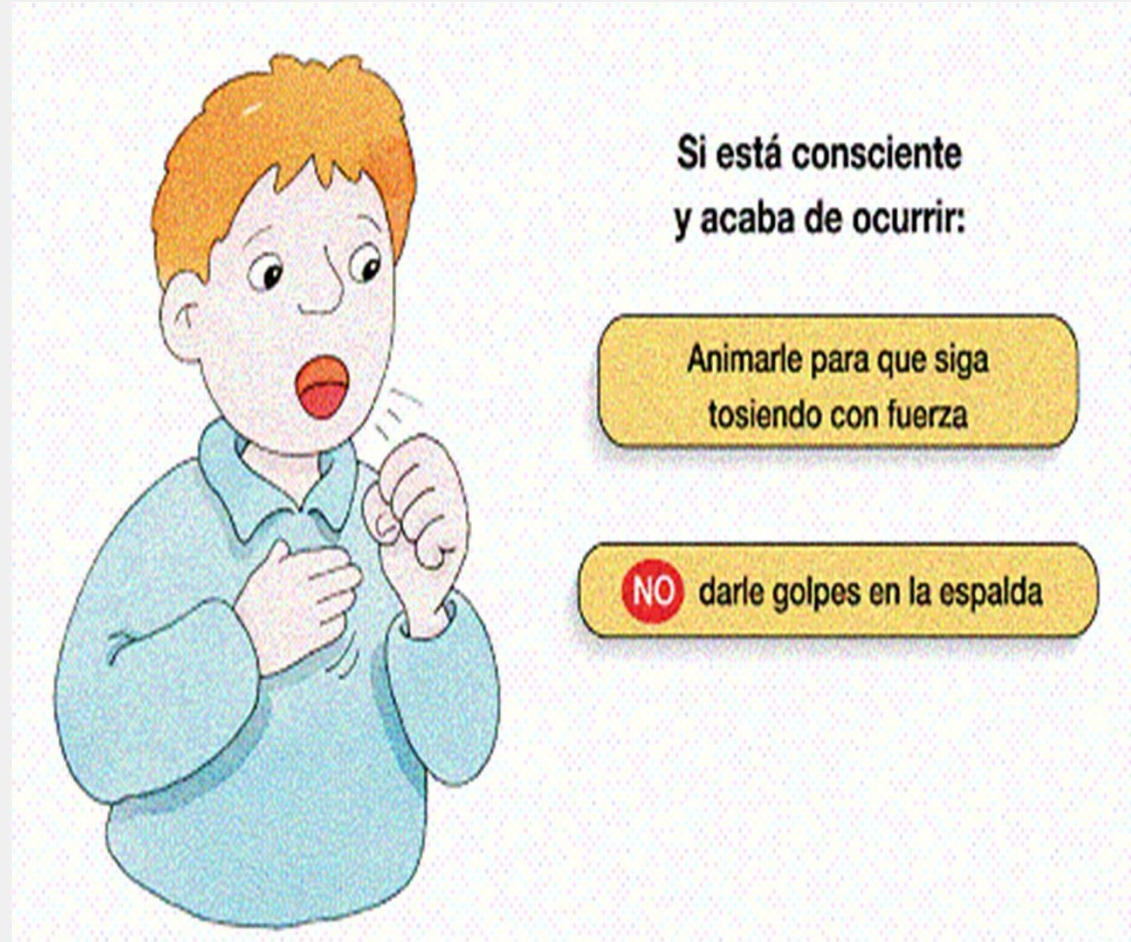 Si está consciente
y acaba de ocurrir:
Animarle para que siga
tosiendo con fuerza
NO darle golpes en la espalda